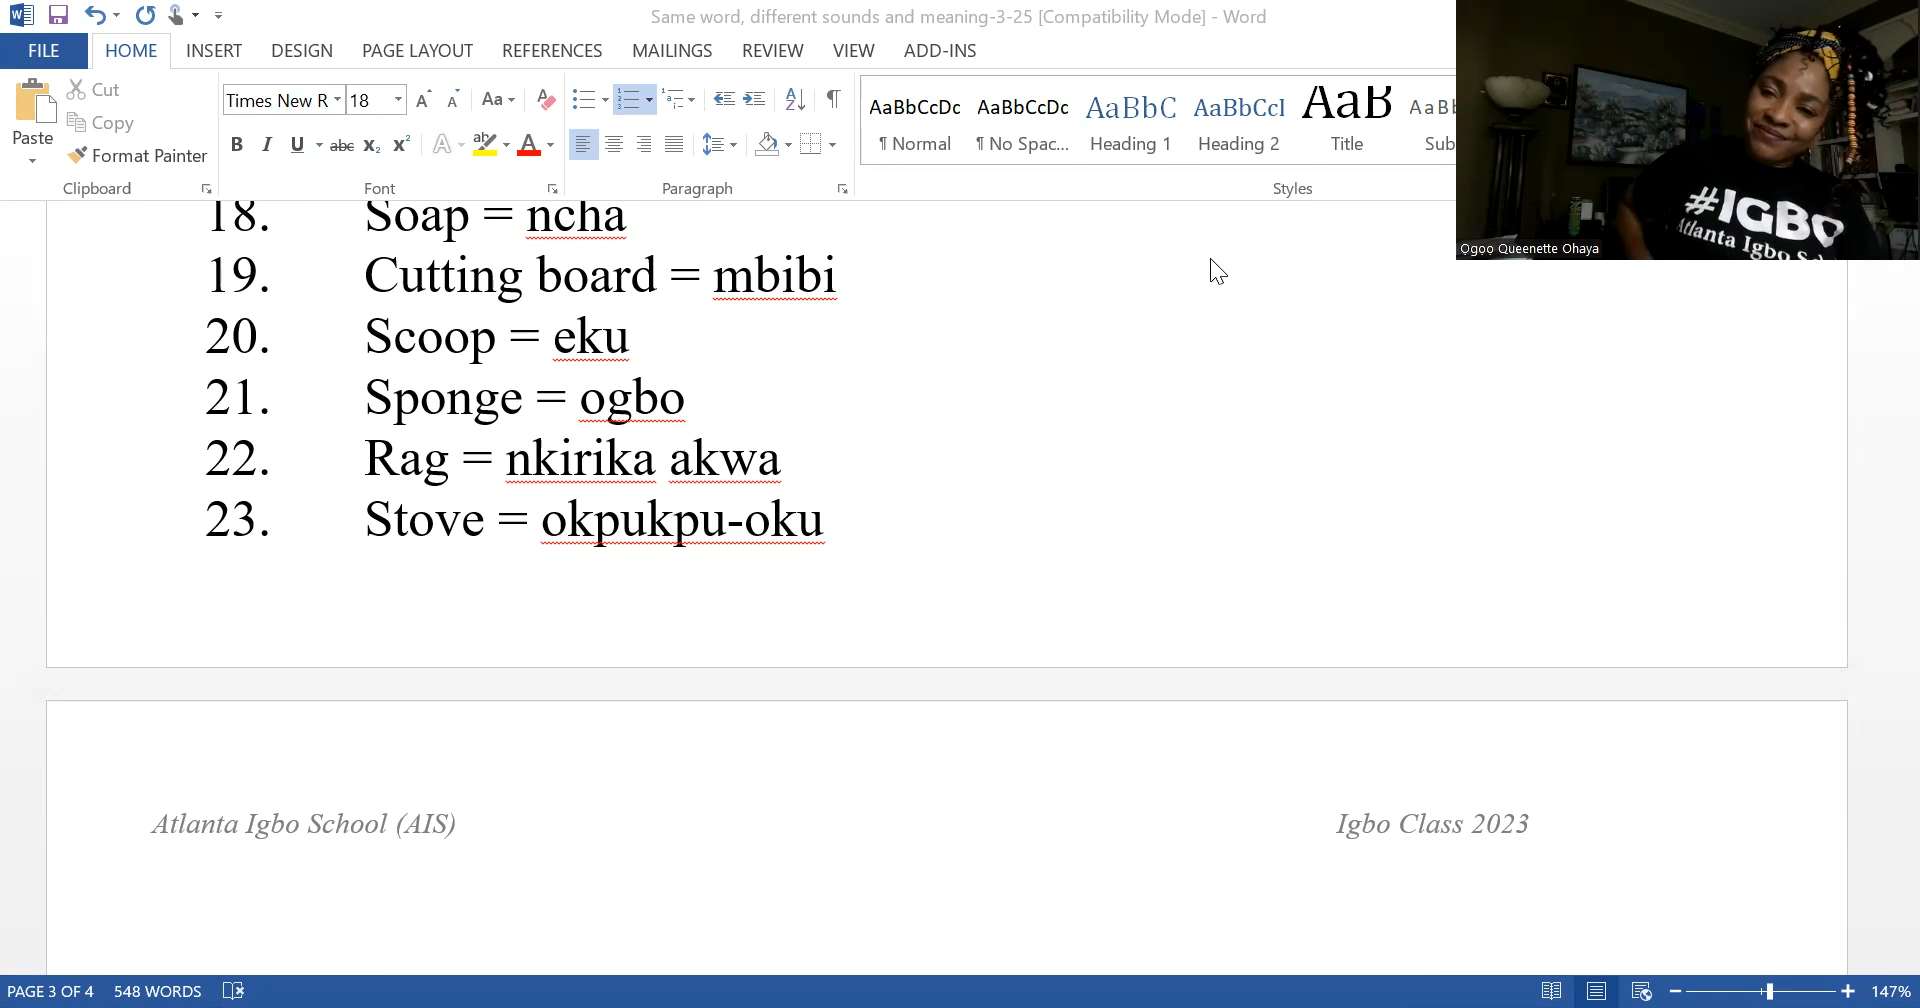 Same word, different sounds and meaning-3-25 [Compatibility Mode] - Word
FILE HOME INSERT DESIGN PAGE LAYOUT REFERENCES MAILINGS REVIEW VIEW ADD-INS
Paste
Cut
Copy
Format Painter
Clipboard
Times New R 18
Font
Paragraph
AaBbCcDc AaBbCcDc AaBbC AaBbCcI AaB AaBb
¶ Normal ¶ No Spac... Heading 1 Heading 2 Title Sub
Styles
#IGBO
Atlanta Igbo
Ọgọọ Queenette Ohaya
18. Soap = ncha
19. Cutting board = mbibi
20. Scoop = eku
21. Sponge = ogbo
22. Rag = nkirika akwa
23. Stove = okpukpu-oku
Atlanta Igbo School (AIS) Igbo Class 2023
PAGE 3 OF 4 548 WORDS 147%